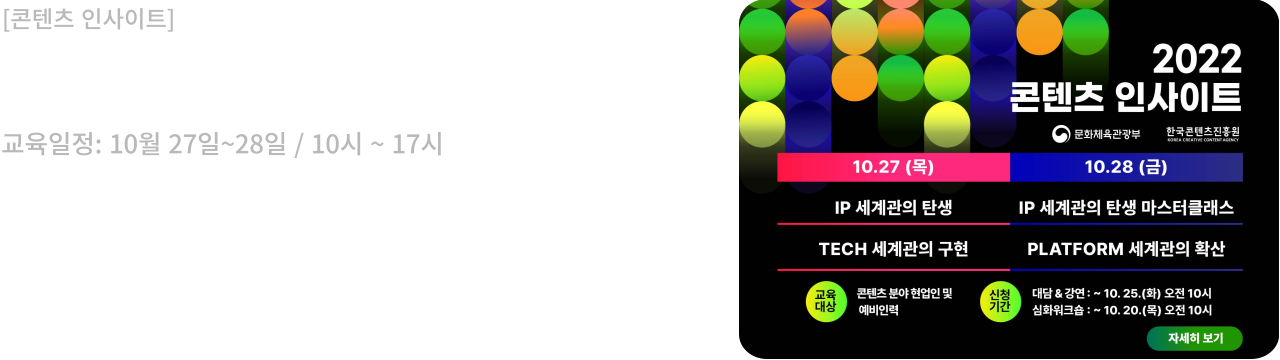 [콘텐츠 인사이트]
교육일정: 10월 27일~28일 / 10시 ~ 17시
2022
콘텐츠 인사이트
문화체육관광부 한국콘텐츠진흥원
KOREA CREATIVE CONTENT AGENCY
10.27 (목) 10.28 (금)
IP 세계관의 탄생 IP 세계관의 탄생 마스터클래스
TECH 세계관의 구현 PLATFORM 세계관의 확산
교육 콘텐츠 분야 현업인 및 신청 대담 & 강연 : ~ 10. 25.(화) 오전 10시
대상 예비인력 기간 심화워크숍 : ~ 10. 20.(목) 오전 10시
자세히 보기